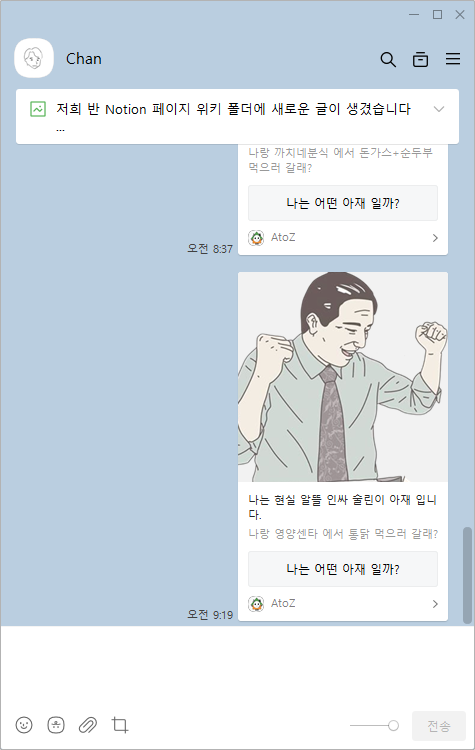 Chan
저희 반 Notion 페이지 위키 폴더에 새로운 글이 생겼습니다
...
나랑 까치네분식 에서 돈가스+순두부
먹으러 갈래?
나는 어떤 아재 일까?
AtoZ
오전 8:37
나는 현실 알뜰 인싸 술린이 아재 입니
다.
나랑 영양센타 에서 통닭 먹으러 갈래?
나는 어떤 아재 일까?
AtoZ
오전 9:19
전송